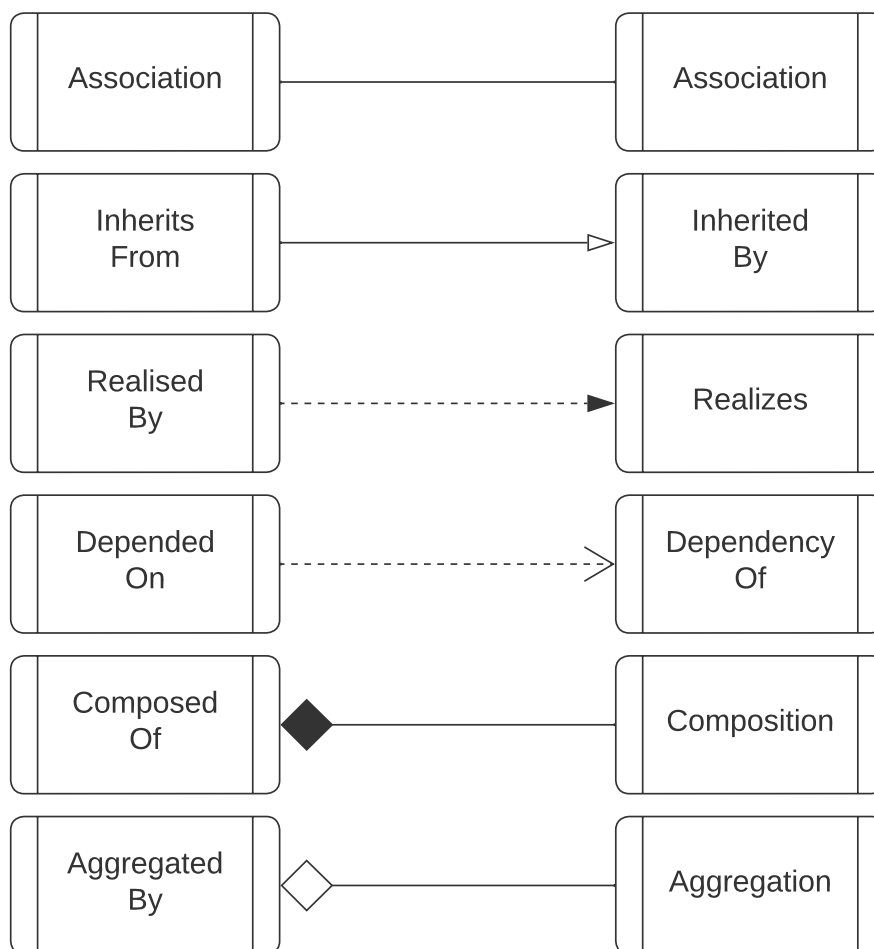 Association
Association
Inherits
From
Inherited
By
Realised
By
Realizes
Depended
On
Dependency
Of
Composed
Of
Composition
Aggregated
By
Aggregation